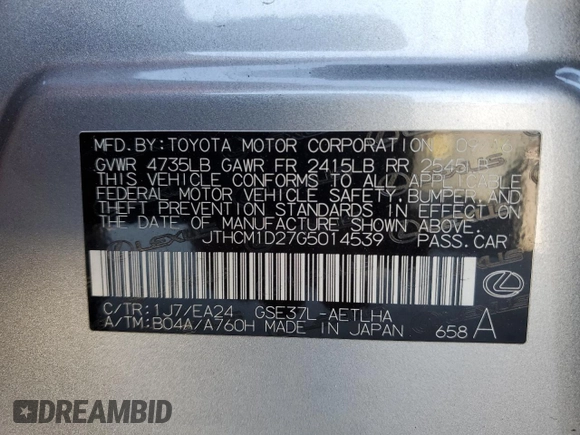 MFD.BY:TOYOTA MOTOR CORPORATION
GVWR 4735LB GAWR FR 2415LB RR 2545LB
THIS VEHICLE CONFORMS TO ALL APPLICABLE
FEDERAL MOTOR VEHICLE SAFETY,BUMPER,AND
THEFT PREVENTION STANDARDS IN EFFECT ON
THE DATE OF MANUFACTURE SHOWN ABOVE.
JTHCM1D27G5014539 PASS.CAR
C/TR:1J7/EA24 GSE37L-AETLHA
A/TM:B04A/A760H MADE IN JAPAN 658 A
DREAMBID